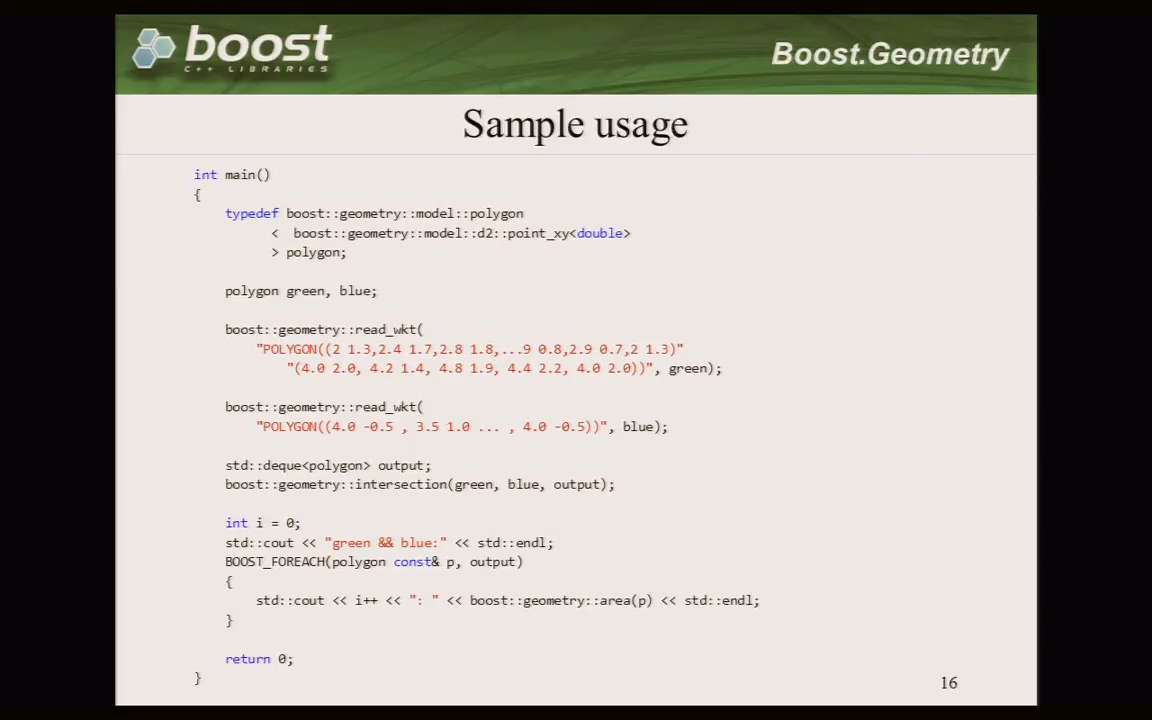 boost
C++ LIBRARIES
Boost.Geometry
Sample usage
int main()
{
typedef boost::geometry::model::polygon
< boost::geometry::model::d2::point_xy<double>
> polygon;
polygon green, blue;
boost::geometry::read_wkt(
"POLYGON((2 1.3,2.4 1.7,2.8 1.8,...9 0.8,2.9 0.7,2 1.3)"
"(4.0 2.0, 4.2 1.4, 4.8 1.9, 4.4 2.2, 4.0 2.0))", green);
boost::geometry::read_wkt(
"POLYGON((4.0 -0.5 , 3.5 1.0 ... , 4.0 -0.5))", blue);
std::deque<polygon> output;
boost::geometry::intersection(green, blue, output);
int i = 0;
std::cout << "green && blue:" << std::endl;
BOOST_FOREACH(polygon const& p, output)
{
std::cout << i++ << ": " << boost::geometry::area(p) << std::endl;
}
return 0;
}
16